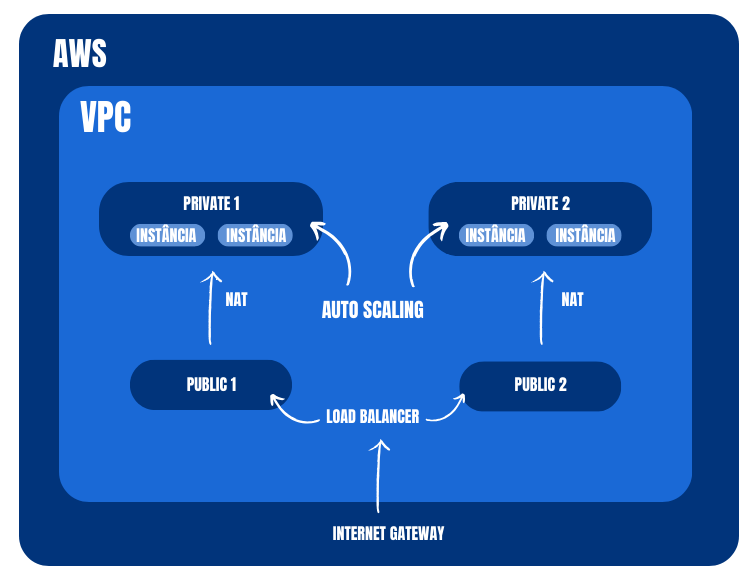 AWS
VPC
PRIVATE 1
INSTÂNCIA INSTÂNCIA
PRIVATE 2
INSTÂNCIA INSTÂNCIA
NAT
NAT
AUTO SCALING
PUBLIC 1
PUBLIC 2
LOAD BALANCER
INTERNET GATEWAY